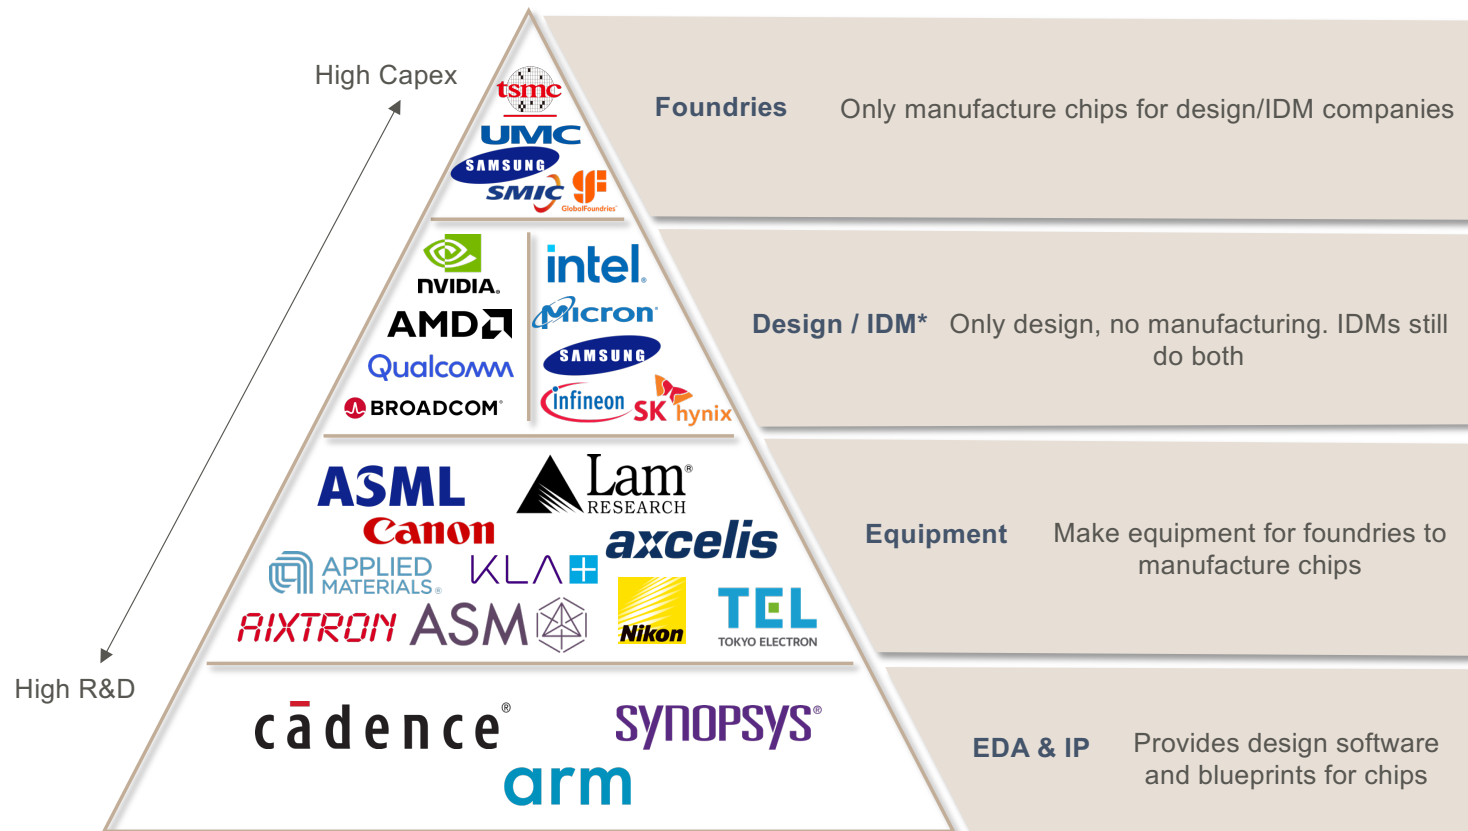 High Capex
tsmc
UMC
SAMSUNG
SMIC
GlobalFoundries
Foundries
Only manufacture chips for design/IDM companies
nVIDIA.
intel.
AMD
Micron
Qualcomm
SAMSUNG
BROADCOM
infineon
SK hynix
Design / IDM*
Only design, no manufacturing. IDMs still
do both
ASML
Lam®
RESEARCH
Canon
axcelis
APPLIED
MATERIALS®
KLA+
AIXTRON
ASM
Nikon
TEL
TOKYO ELECTRON
Equipment
Make equipment for foundries to
manufacture chips
High R&D
cādence®
SYNOPSYS®
arm
EDA & IP
Provides design software
and blueprints for chips